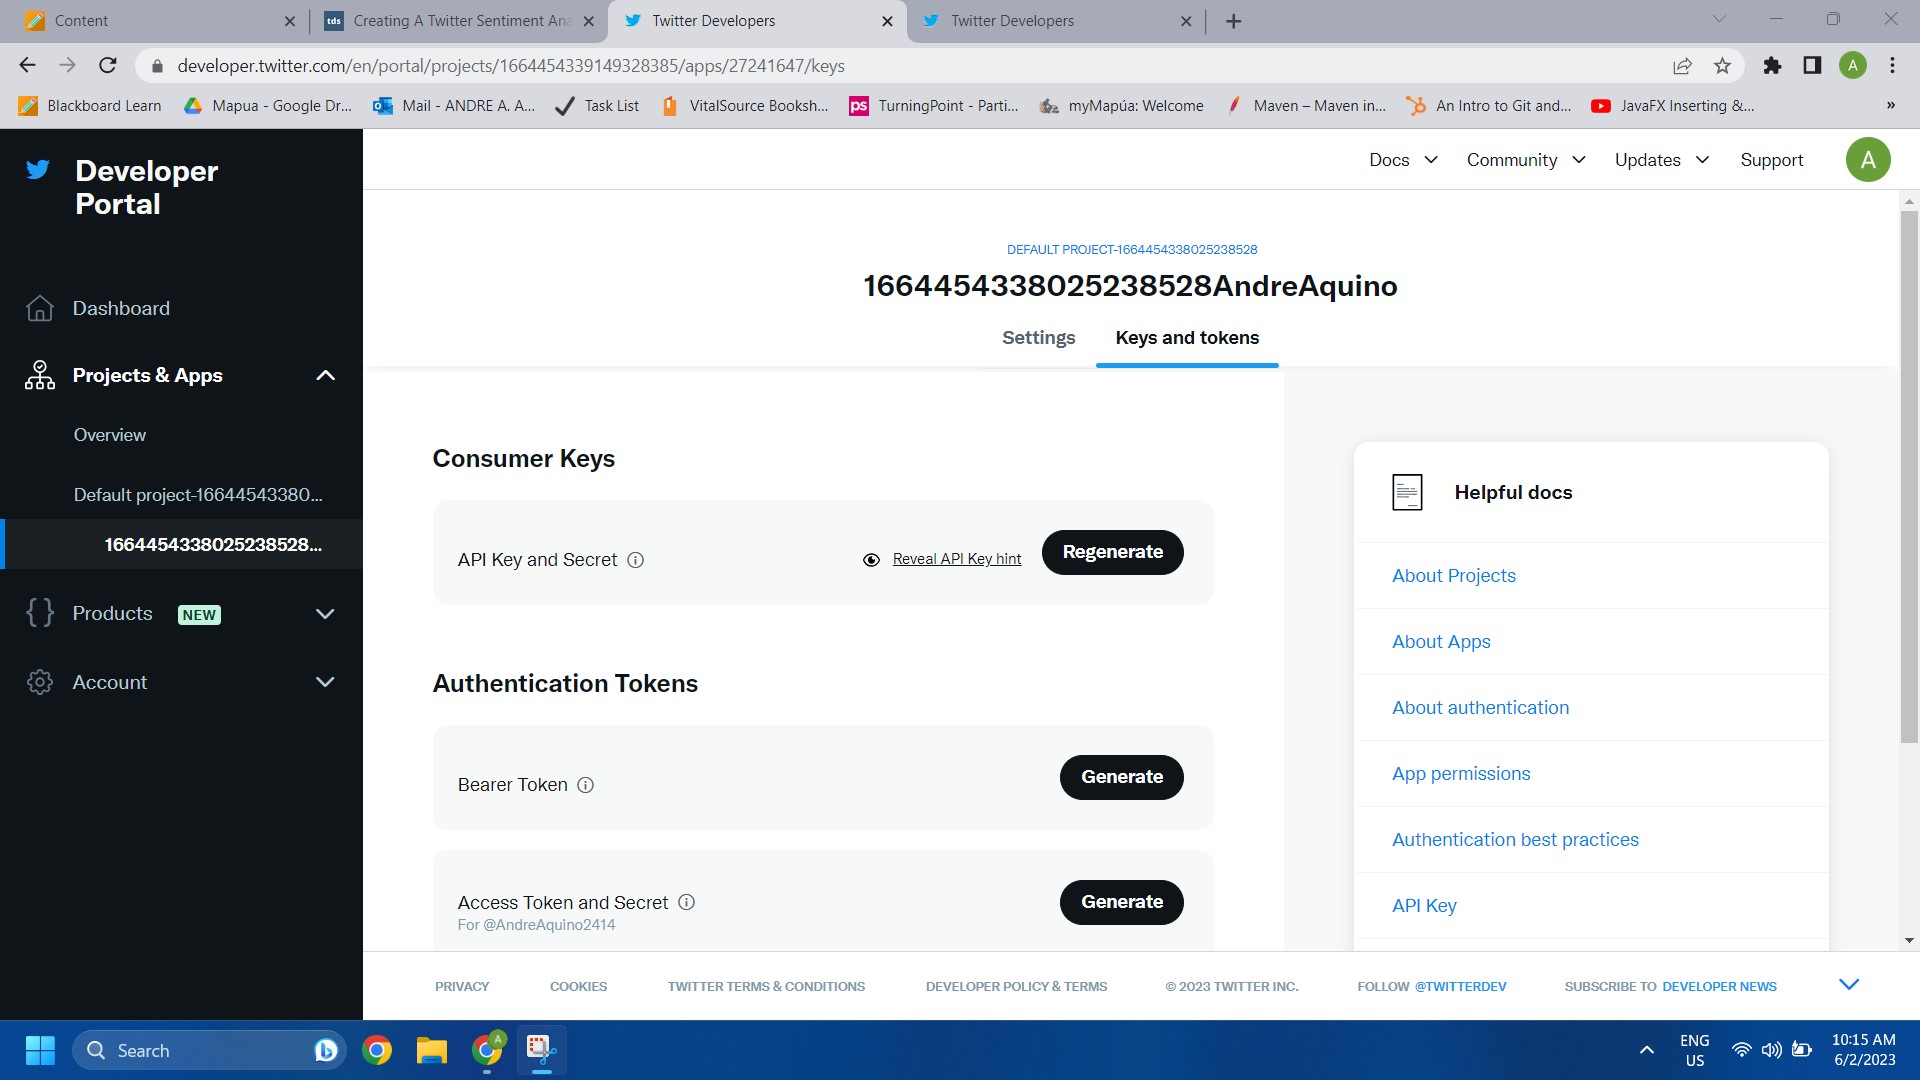 Content
tds
Creating A Twitter Sentiment Ana
Twitter Developers
Twitter Developers
developer.twitter.com/en/portal/projects/1664454339149328385/apps/27241647/keys
A
Blackboard Learn
Mapua - Google Dr...
Mail - ANDRE A. A...
Task List
VitalSource Booksh...
ps
TurningPoint - Parti...
myMapúa: Welcome
Maven – Maven in...
An Intro to Git and...
JavaFX Inserting &...
»
Developer
Portal
Dashboard
Projects & Apps
Overview
Default project-16644543380...
1664454338025238528...
Products NEW
Account
Docs
Community
Updates
Support
A
DEFAULT PROJECT-1664454338025238528
1664454338025238528AndreAquino
Settings
Keys and tokens
Consumer Keys
API Key and Secret
Reveal API Key hint
Regenerate
Authentication Tokens
Bearer Token
Generate
Access Token and Secret
For @AndreAquino2414
Generate
Helpful docs
About Projects
About Apps
About authentication
App permissions
Authentication best practices
API Key
PRIVACY
COOKIES
TWITTER TERMS & CONDITIONS
DEVELOPER POLICY & TERMS
© 2023 TWITTER INC.
FOLLOW @TWITTERDEV
SUBSCRIBE TO DEVELOPER NEWS
Search
A
ENG
US
10:15 AM
6/2/2023